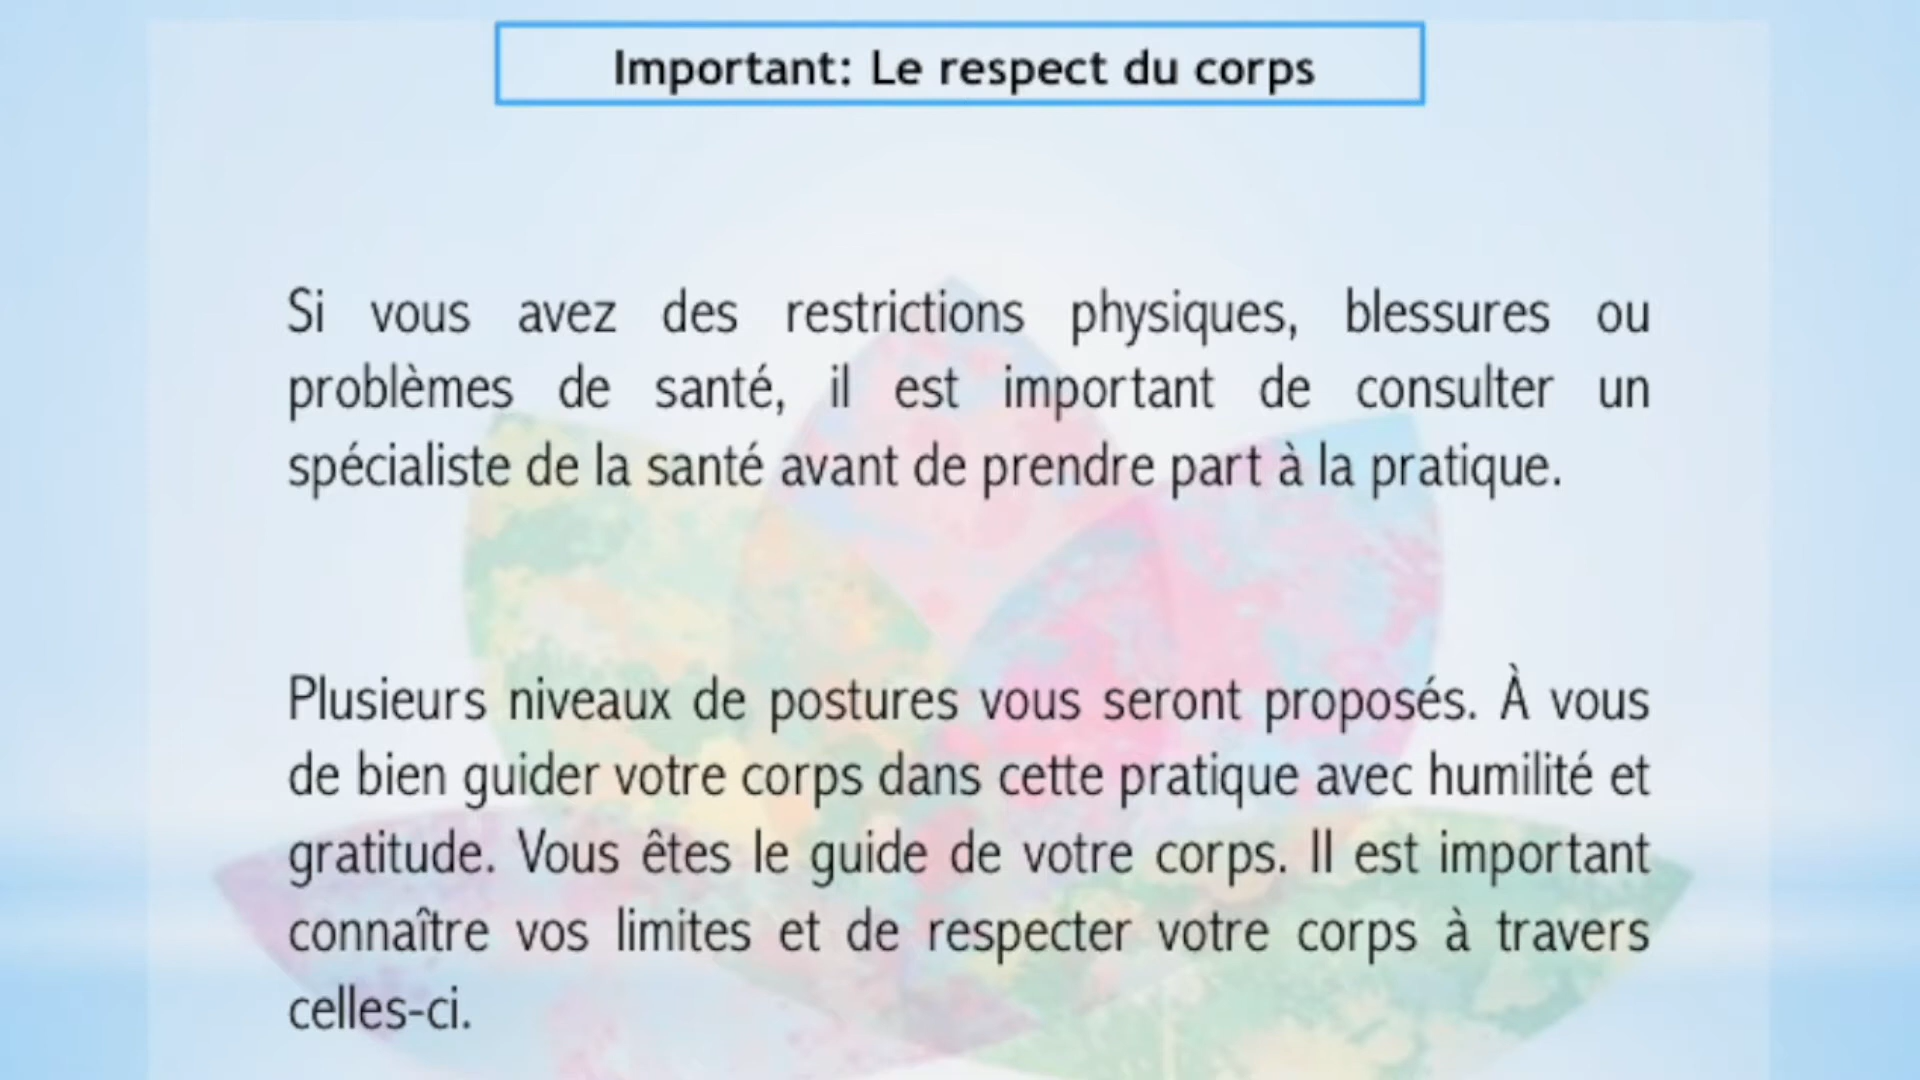 Important: Le respect du corps
Si vous avez des restrictions physiques, blessures ou
problèmes de santé, il est important de consulter un
spécialiste de la santé avant de prendre part à la pratique.
Plusieurs niveaux de postures vous seront proposés. À vous
de bien guider votre corps dans cette pratique avec humilité et
gratitude. Vous êtes le guide de votre corps. Il est important
connaître vos limites et de respecter votre corps à travers
celles-ci.